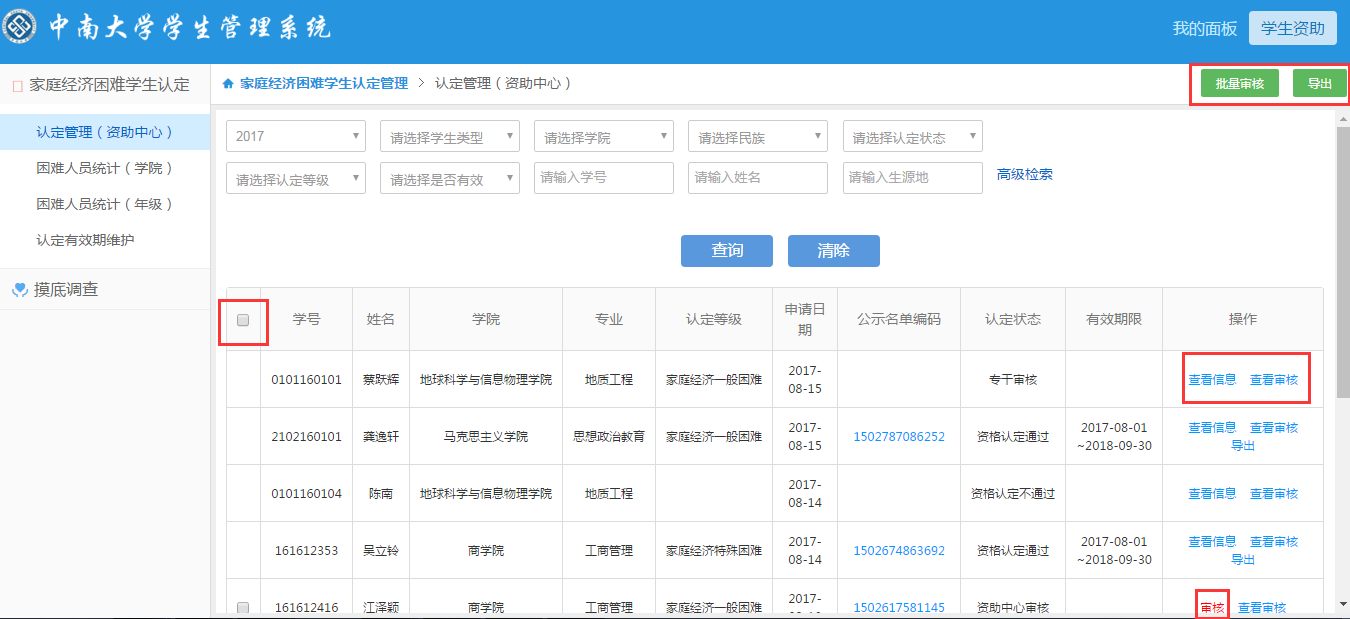 中南大学学生管理系统
我的面板 学生资助
家庭经济困难学生认定
认定管理（资助中心）
困难人员统计（学院）
困难人员统计（年级）
认定有效期维护
摸底调查
家庭经济困难学生认定管理 > 认定管理（资助中心）
批量审核 导出
2017 请选择学生类型 请选择学院 请选择民族 请选择认定状态
请选择认定等级 请选择是否有效 请输入学号 请输入姓名 请输入生源地 高级检索
查询 清除
学号 姓名 学院 专业 认定等级 申请日期 公示名单编码 认定状态 有效期限 操作
0101160101 蔡跃辉 地球科学与信息物理学院 地质工程 家庭经济一般困难 2017-08-15 专干审核 查看信息 查看审核
2102160101 龚逸轩 马克思主义学院 思想政治教育 家庭经济一般困难 2017-08-15 1502787086252 资格认定通过 2017-08-01~2018-09-30 查看信息 查看审核 导出
0101160104 陈南 地球科学与信息物理学院 地质工程 2017-08-14 资格认定不通过 查看信息 查看审核
161612353 吴立铃 商学院 工商管理 家庭经济特殊困难 2017-08-14 1502674863692 资格认定通过 2017-08-01~2018-09-30 查看信息 查看审核 导出
161612416 江泽颖 商学院 工商管理 家庭经济一般困难 2017- 1502617581145 资助中心审核 审核 查看审核